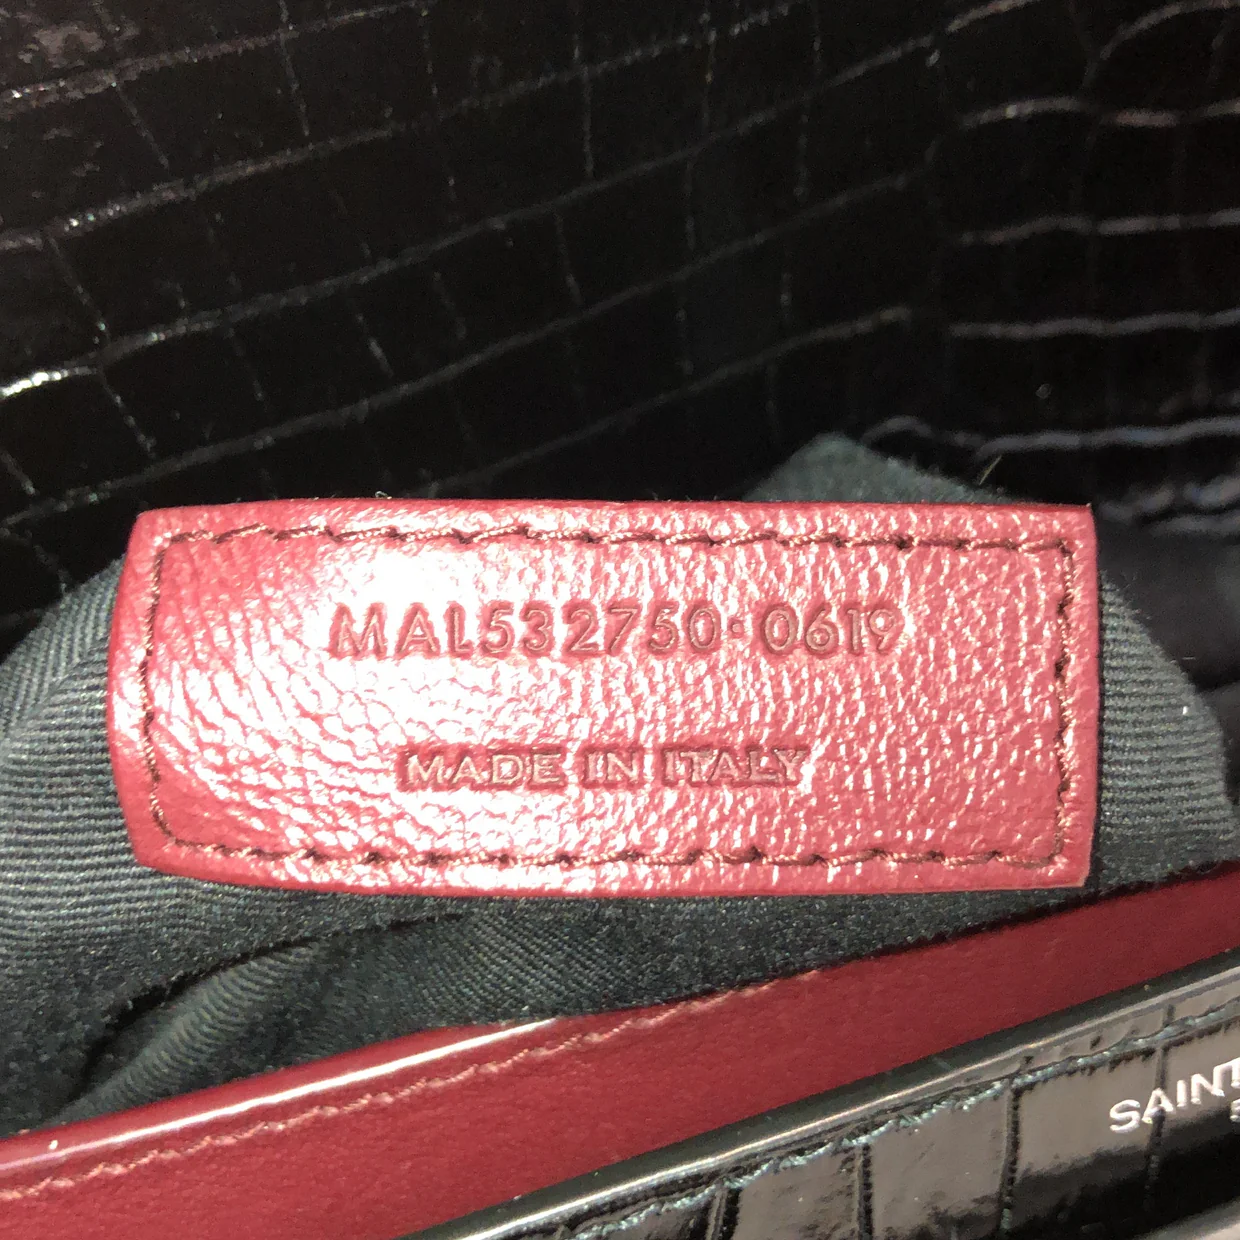 MAL532750·0619
MADE IN ITALY
SAINT